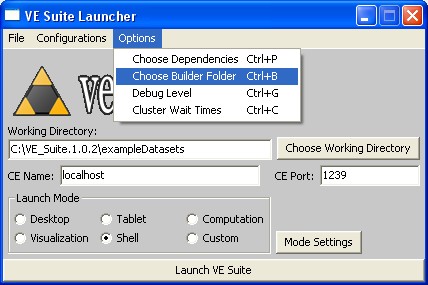 VE Suite Launcher
File Configurations Options
Choose Dependencies Ctrl+P
Choose Builder Folder Ctrl+B
Debug Level Ctrl+G
Cluster Wait Times Ctrl+C
ve
Working Directory:
C:\VE_Suite.1.0.2\exampleDatasets Choose Working Directory
CE Name: localhost CE Port: 1239
Launch Mode
Desktop Tablet Computation
Visualization Shell Custom
Mode Settings
Launch VE Suite